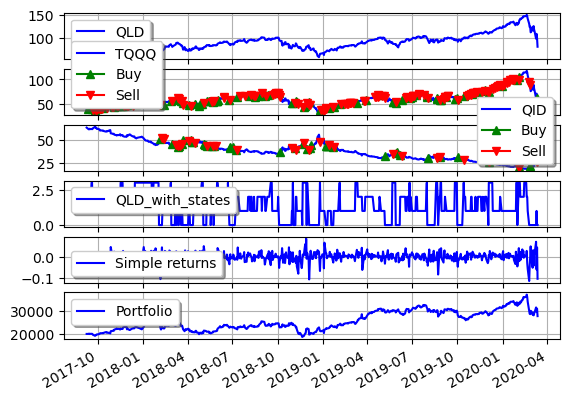 150
100
QLD
TQQQ
Buy
Sell
100
50
QID
Buy
Sell
50
25
2.5
0.0
QLD_with_states
0.0
−0.1
Simple returns
30000
20000
Portfolio
2017-10
2018-01
2018-04
2018-07
2018-10
2019-01
2019-04
2019-07
2019-10
2020-01
2020-04